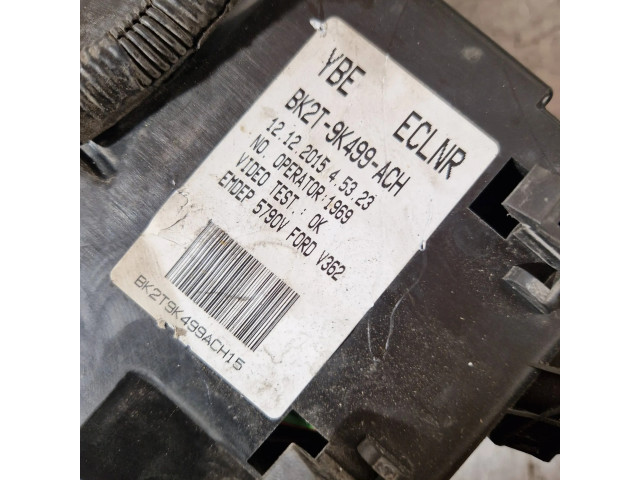 YBE ECLNR
BK2T-9K499-ACH
12.12.2015 4.53 23
NO. OPERATOR:1969
VIDEO TEST.: OK
EMDEP 5790V FORD V362
BK2T9K499ACH15